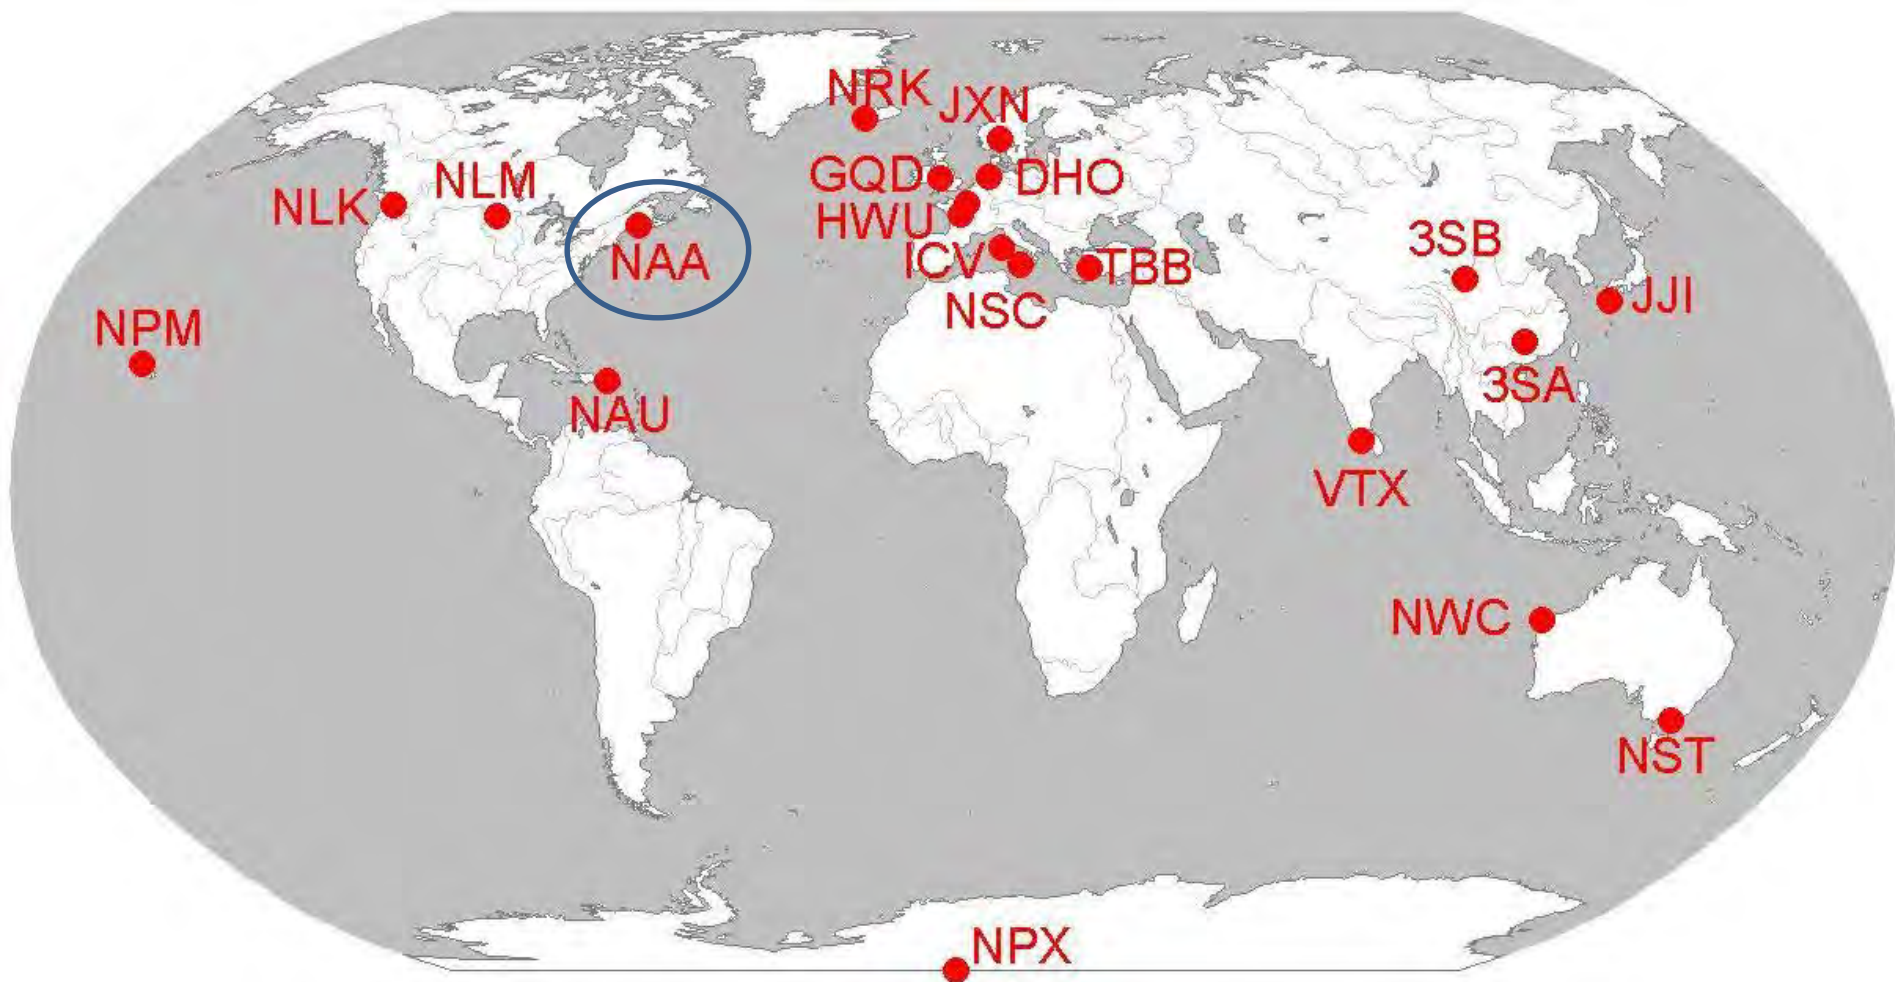 NRK
JXN
GQD
DHO
NLM
NLK
HWU
NAA
ICV
TBB
3SB
NSC
JJI
NPM
3SA
NAU
VTX
NWC
NST
NPX